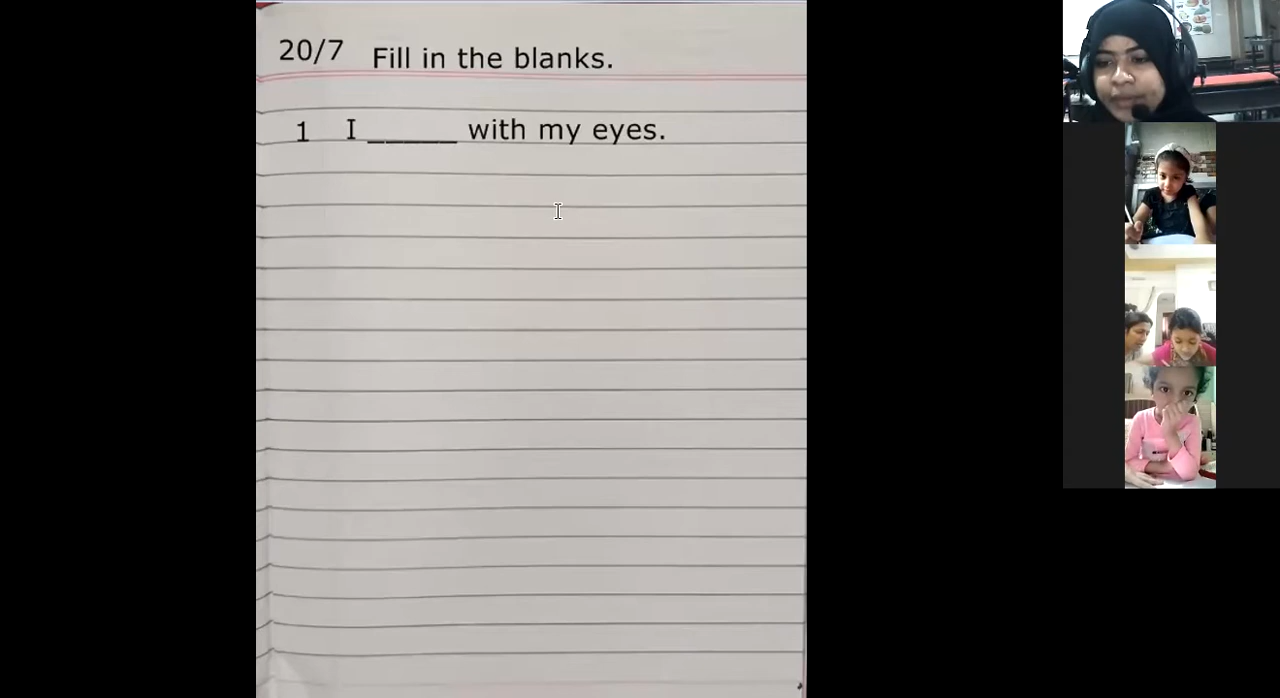 20/7 Fill in the blanks.
1 I ______ with my eyes.